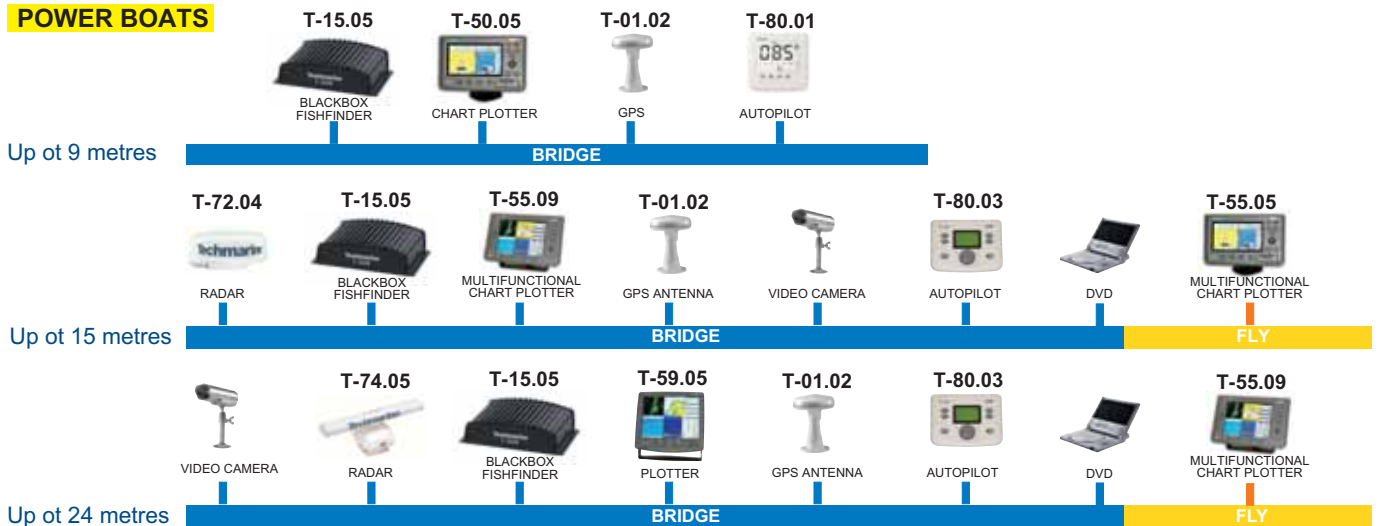 POWER BOATS
T-15.05
T-50.05
T-01.02
T-80.01
085°
Techmarine
BLACKBOX
FISHFINDER
CHART PLOTTER
GPS
AUTOPILOT
Up ot 9 metres
BRIDGE
T-72.04
T-15.05
T-55.09
T-01.02
T-80.03
T-55.05
Techmarine
RADAR
BLACKBOX
FISHFINDER
MULTIFUNCTIONAL
CHART PLOTTER
GPS ANTENNA
VIDEO CAMERA
AUTOPILOT
DVD
MULTIFUNCTIONAL
CHART PLOTTER
Up ot 15 metres
BRIDGE
FLY
T-74.05
T-15.05
T-59.05
T-01.02
T-80.03
T-55.09
Techmarine
VIDEO CAMERA
RADAR
BLACKBOX
FISHFINDER
PLOTTER
GPS ANTENNA
AUTOPILOT
DVD
MULTIFUNCTIONAL
CHART PLOTTER
Up ot 24 metres
BRIDGE
FLY